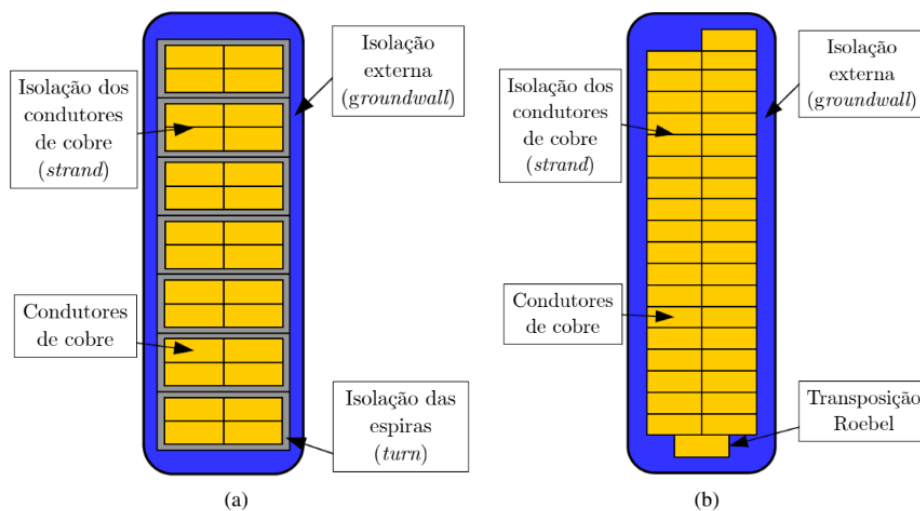 Isolação dos
condutores
de cobre
(strand)
Condutores
de cobre
Isolação
externa
(groundwall)
Isolação das
espiras
(turn)
(a)
Isolação dos
condutores
de cobre
(strand)
Condutores
de cobre
Isolação
externa
(groundwall)
Transposição
Roebel
(b)